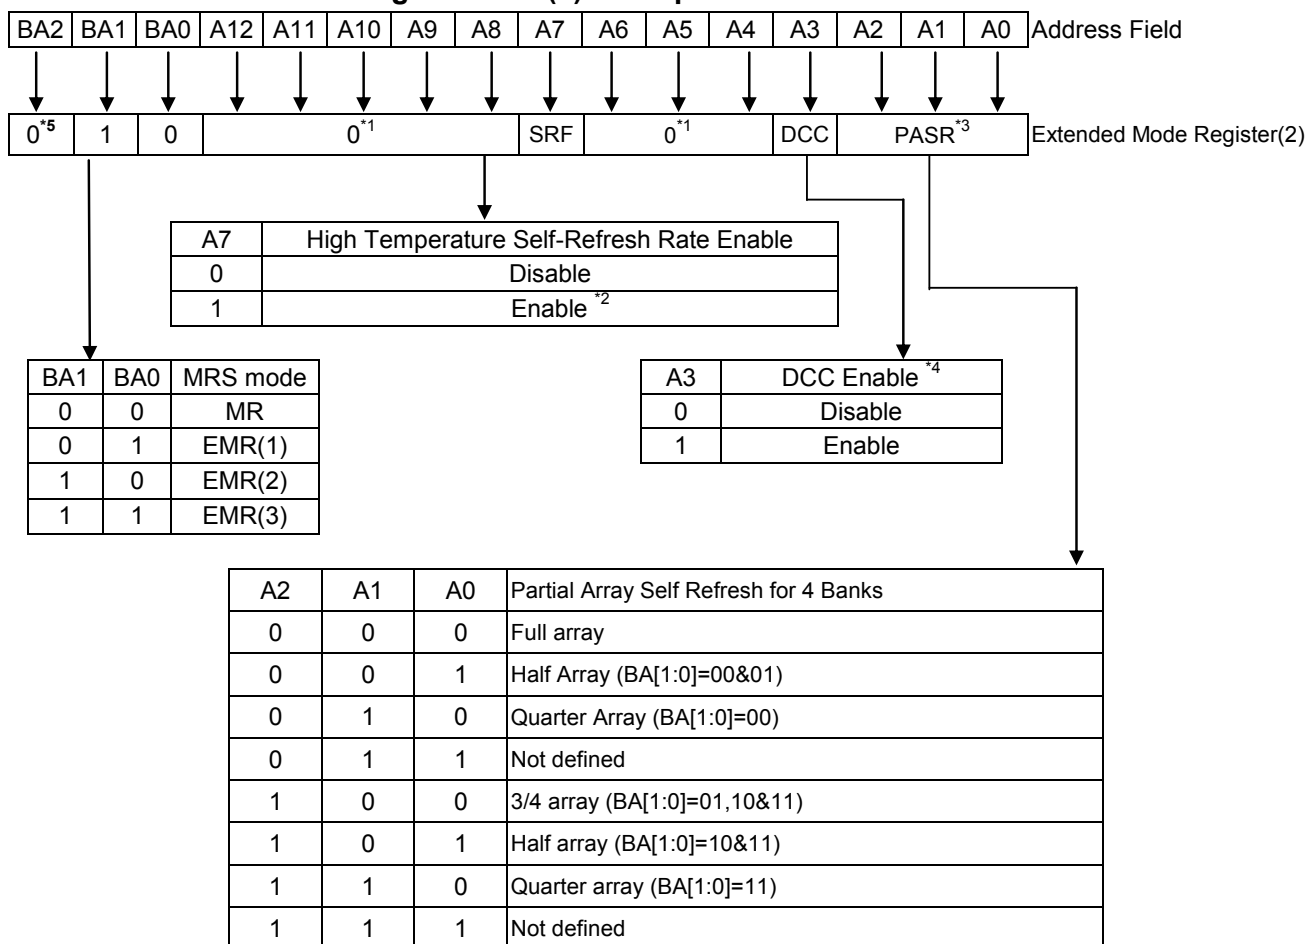 BA2 BA1 BA0 A12 A11 A10 A9 A8 A7 A6 A5 A4 A3 A2 A1 A0 Address Field
0*5 1 0 0*1 SRF 0*1 DCC PASR*3 Extended Mode Register(2)
A7 High Temperature Self-Refresh Rate Enable
0 Disable
1 Enable *2
BA1 BA0 MRS mode
0 0 MR
0 1 EMR(1)
1 0 EMR(2)
1 1 EMR(3)
A3 DCC Enable *4
0 Disable
1 Enable
A2 A1 A0 Partial Array Self Refresh for 4 Banks
0 0 0 Full array
0 0 1 Half Array (BA[1:0]=00&01)
0 1 0 Quarter Array (BA[1:0]=00)
0 1 1 Not defined
1 0 0 3/4 array (BA[1:0]=01,10&11)
1 0 1 Half array (BA[1:0]=10&11)
1 1 0 Quarter array (BA[1:0]=11)
1 1 1 Not defined